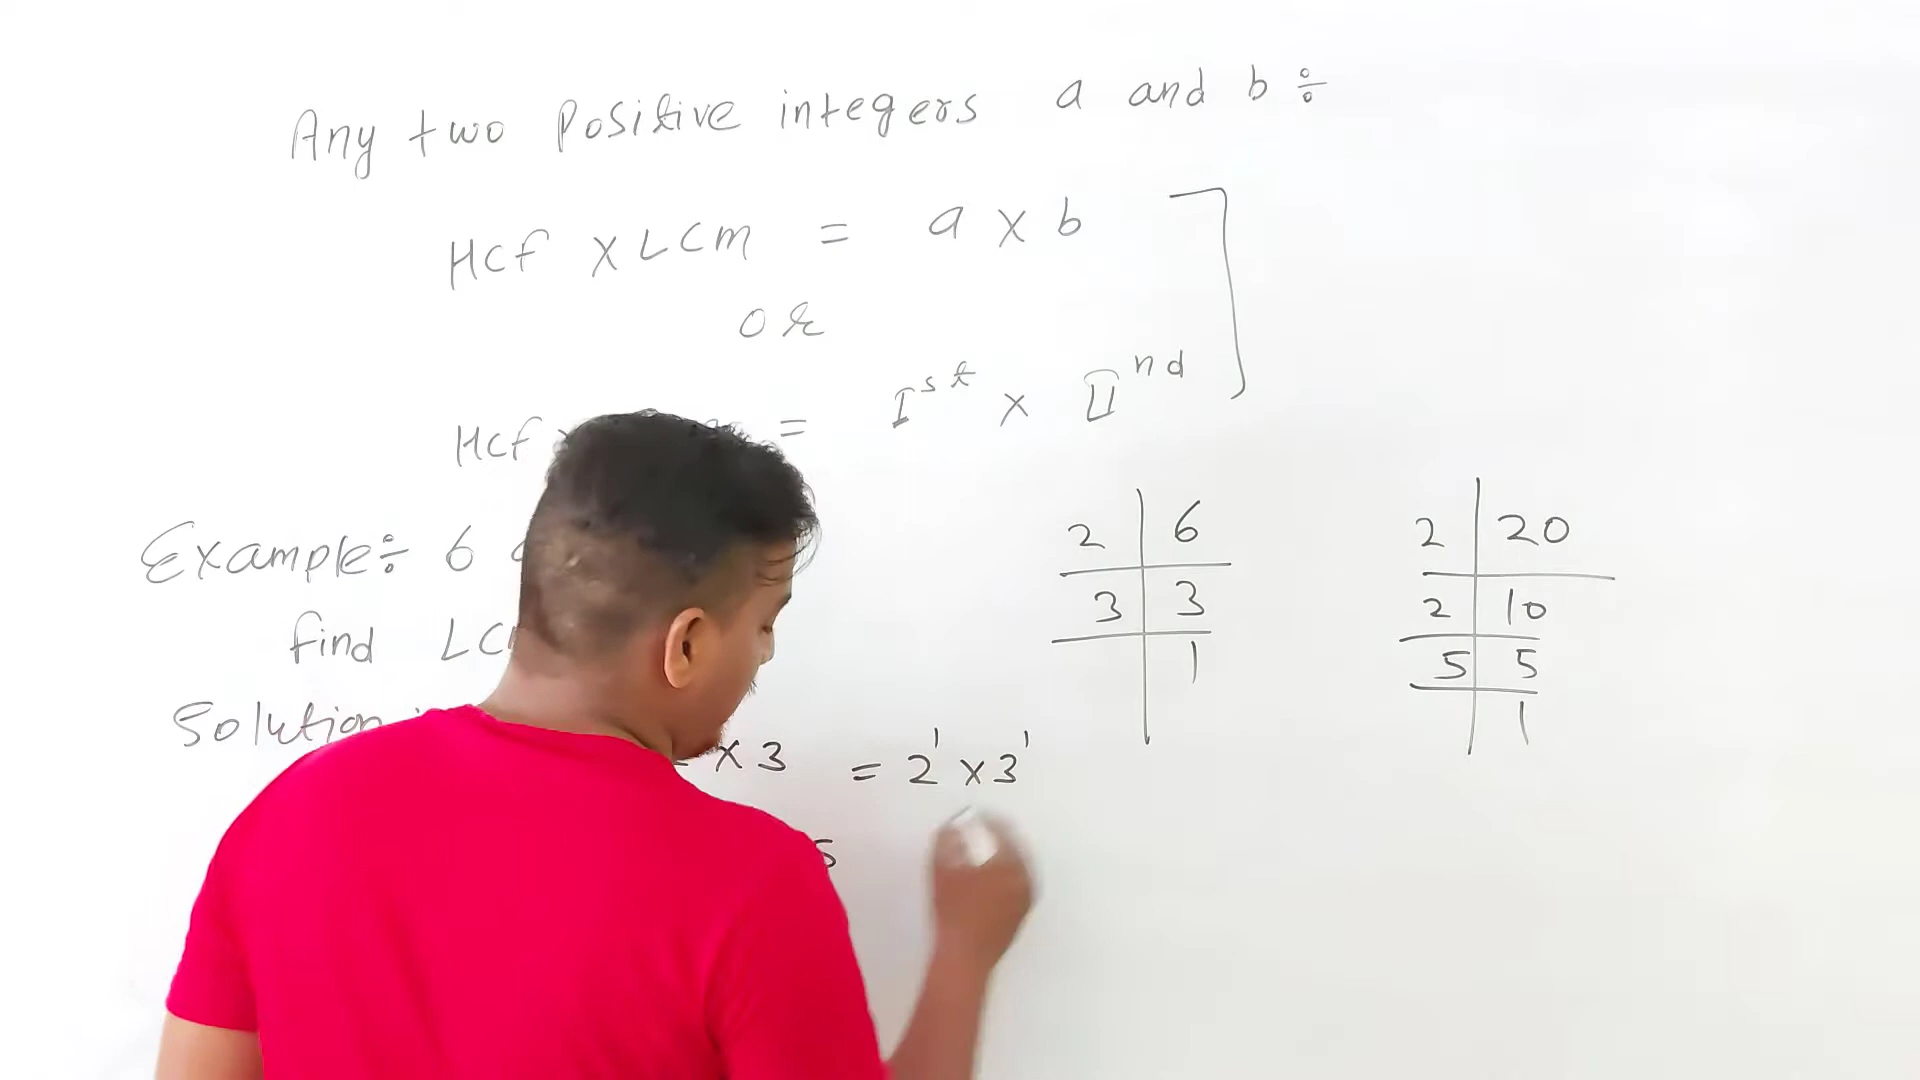 Any two Positive integers a and b ÷
Hcf × LCm = a × b
OR
Hcf = Iˢᵗ × IIⁿᵈ
Example÷ 6
find LC
Solution
× 3 = 2¹ × 3¹
5
2 | 6
3 | 3
1
2 | 20
2 | 10
5 | 5
1